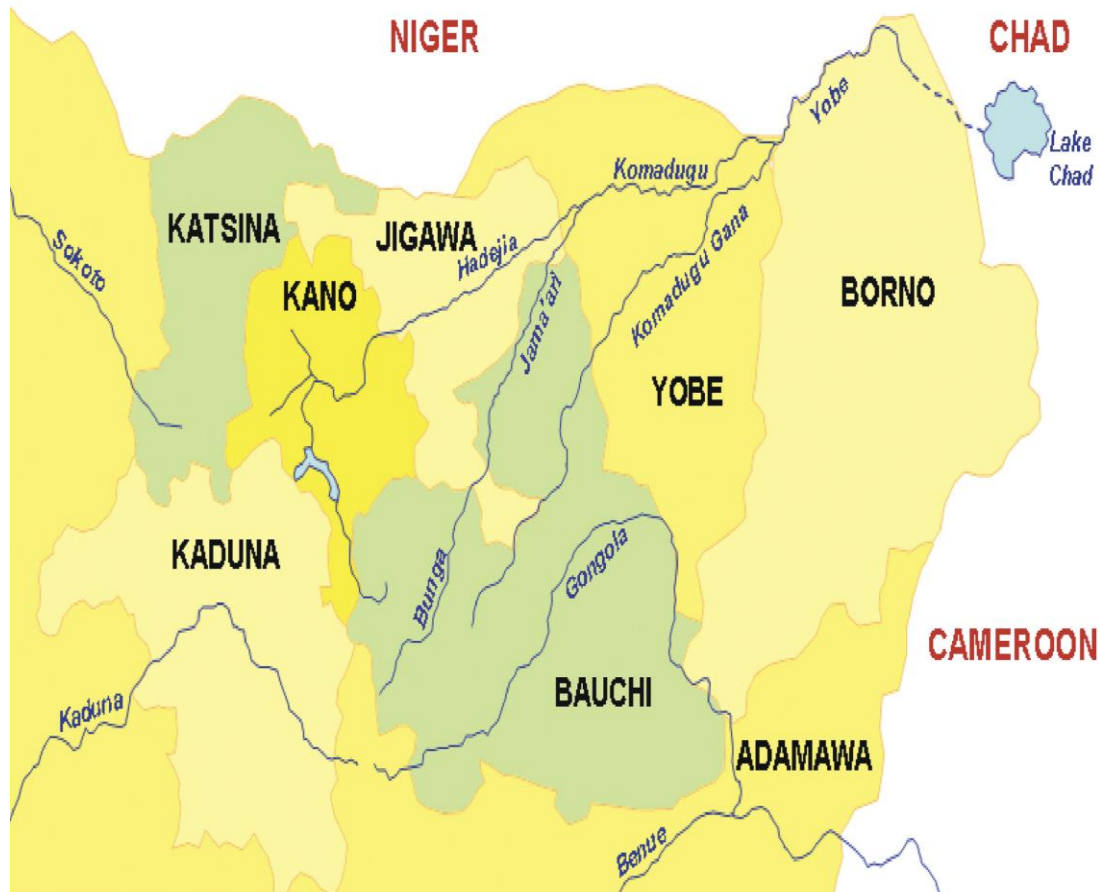 NIGER
CHAD
Yobe
Lake
Chad
Komadugu
KATSINA
JIGAWA
Sokoto
Hadejia
KANO
Jama'ari
Komadugu Gana
BORNO
YOBE
KADUNA
Bunga
Gongola
CAMEROON
BAUCHI
Kaduna
ADAMAWA
Benue